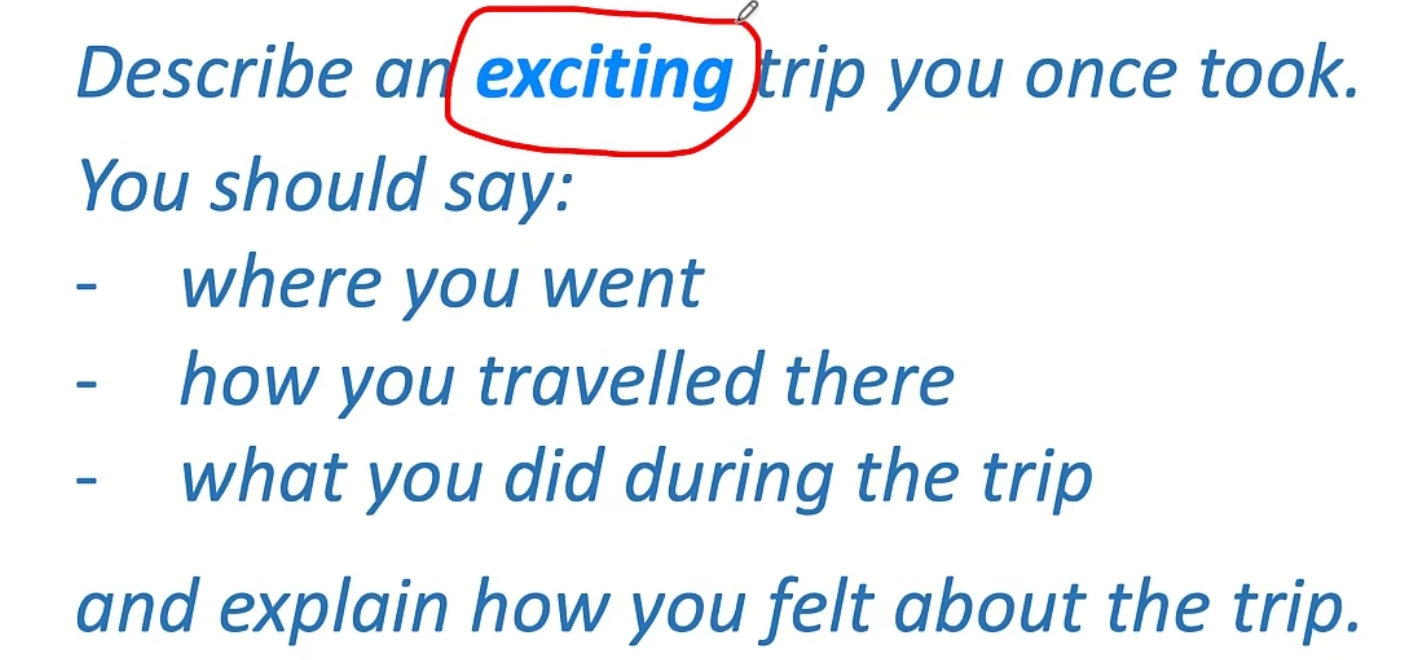 Describe an exciting trip you once took.
You should say:
- where you went
- how you travelled there
- what you did during the trip
and explain how you felt about the trip.